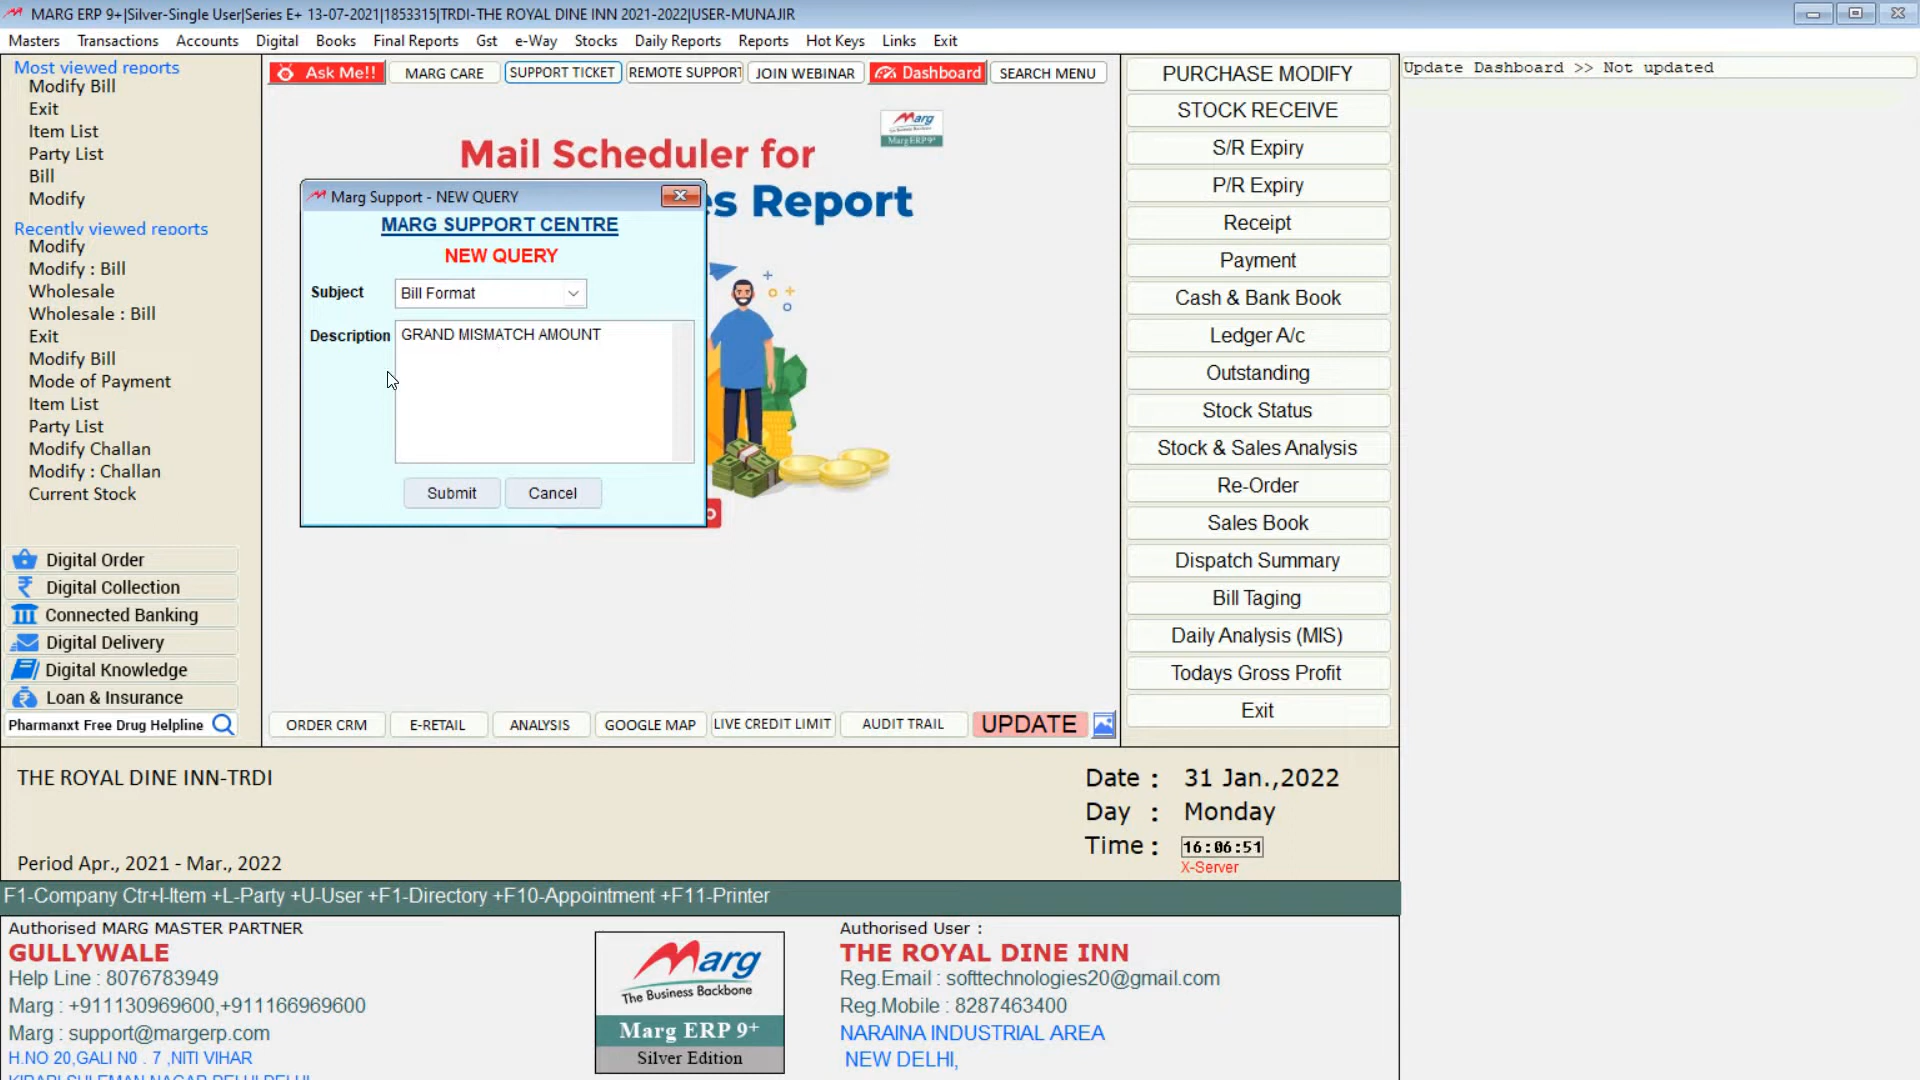 MARG ERP 9+|Silver-Single User|Series E+ 13-07-2021|1853315|TRDI-THE ROYAL DINE INN 2021-2022|USER-MUNAJIR
Masters Transactions Accounts Digital Books Final Reports Gst e-Way Stocks Daily Reports Reports Hot Keys Links Exit
Most viewed reports
Modify Bill
Exit
Item List
Party List
Bill
Modify
Recently viewed reports
Modify
Modify : Bill
Wholesale
Wholesale : Bill
Exit
Modify Bill
Mode of Payment
Item List
Party List
Modify Challan
Modify : Challan
Current Stock
Digital Order
Digital Collection
Connected Banking
Digital Delivery
Digital Knowledge
Loan & Insurance
Pharmanxt Free Drug Helpline
Ask Me!! MARG CARE SUPPORT TICKET REMOTE SUPPORT JOIN WEBINAR Dashboard SEARCH MENU
Marg
Marg ERP 9+
Mail Scheduler for
es Report
Marg Support - NEW QUERY
MARG SUPPORT CENTRE
NEW QUERY
Subject Bill Format
Description GRAND MISMATCH AMOUNT
Submit Cancel
ORDER CRM E-RETAIL ANALYSIS GOOGLE MAP LIVE CREDIT LIMIT AUDIT TRAIL UPDATE
PURCHASE MODIFY
STOCK RECEIVE
S/R Expiry
P/R Expiry
Receipt
Payment
Cash & Bank Book
Ledger A/c
Outstanding
Stock Status
Stock & Sales Analysis
Re-Order
Sales Book
Dispatch Summary
Bill Taging
Daily Analysis (MIS)
Todays Gross Profit
Exit
Update Dashboard >> Not updated
THE ROYAL DINE INN-TRDI
Period Apr., 2021 - Mar., 2022
Date : 31 Jan.,2022
Day : Monday
Time : 16:06:51
X-Server
F1-Company Ctr+I-Item +L-Party +U-User +F1-Directory +F10-Appointment +F11-Printer
Authorised MARG MASTER PARTNER
GULLYWALE
Help Line : 8076783949
Marg : +911130969600,+911166969600
Marg : support@margerp.com
H.NO 20,GALI N0 . 7 ,NITI VIHAR
Marg
The Business Backbone
Marg ERP 9+
Silver Edition
Authorised User :
THE ROYAL DINE INN
Reg.Email : softtechnologies20@gmail.com
Reg.Mobile : 8287463400
NARAINA INDUSTRIAL AREA
NEW DELHI,